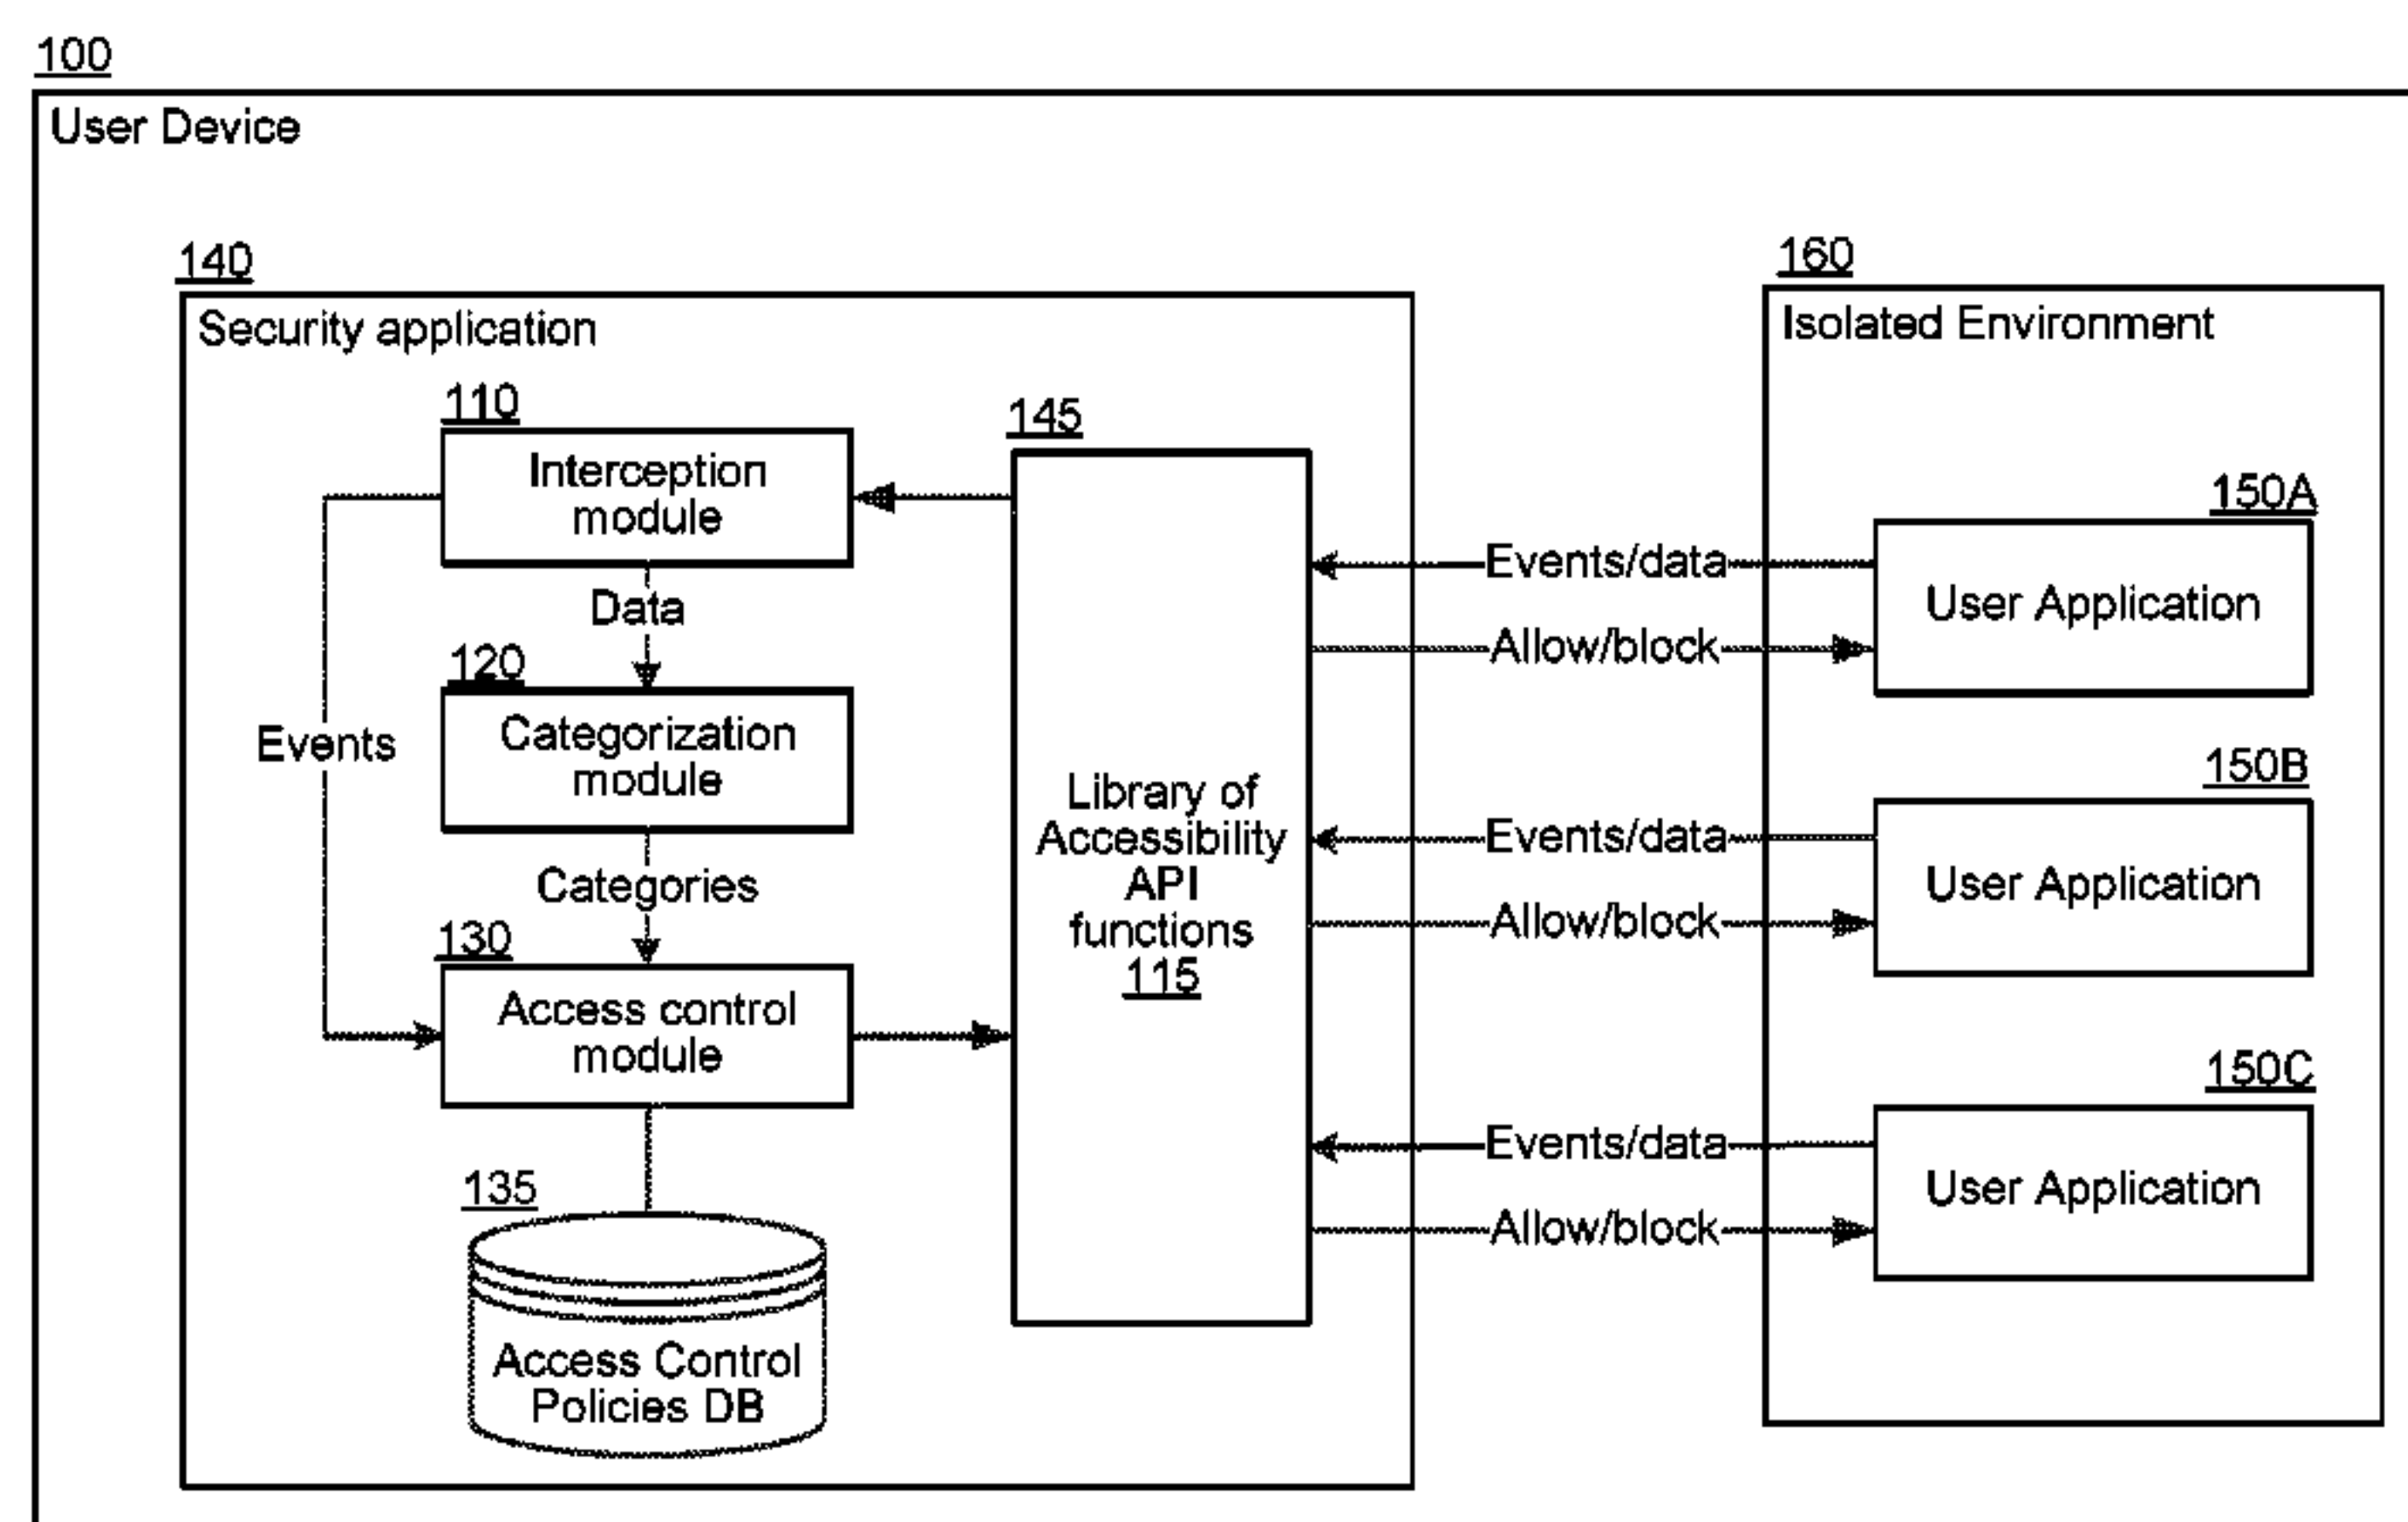 100
User Device
140
Security application
160
Isolated Environment
110
Interception
module
145
Data
120
Categorization
module
Events
Categories
130
Access control
module
135
Access Control
Policies DB
Library of
Accessibility
API
functions
115
Events/data
Allow/block
150A
User Application
Events/data
Allow/block
150B
User Application
Events/data
Allow/block
150C
User Application